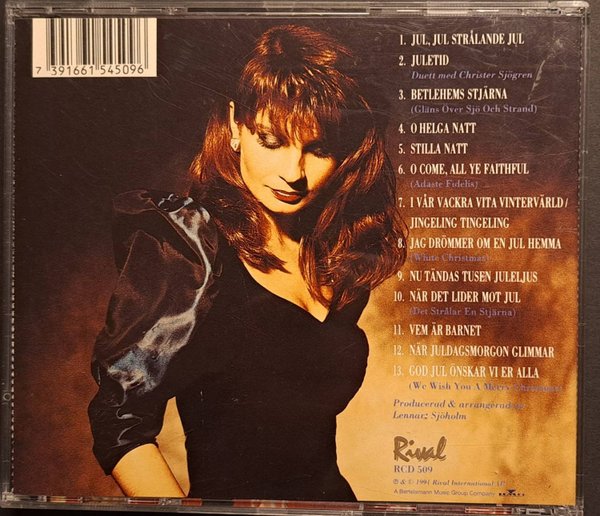 7 391661 545096
1. JUL, JUL STRÅLANDE JUL
2. JULETID
Duett med Christer Sjögren
3. BETLEHEMS STJÄRNA
(Gläns Över Sjö Och Strand)
4. O HELGA NATT
5. STILLA NATT
6. O COME, ALL YE FAITHFUL
(Adaste Fidelis)
7. I VÅR VACKRA VITA VINTERVÄRLD/
JINGELING TINGELING
8. JAG DRÖMMER OM EN JUL HEMMA
(White Christmas)
9. NU TÄNDAS TUSEN JULELJUS
10. NÄR DET LIDER MOT JUL
(Det Strålar En Stjärna)
11. VEM ÄR BARNET
12. NÄR JULDAGSMORGON GLIMMAR
13. GOD JUL ÖNSKAR VI ER ALLA
(We Wish You A Merry Christmas)
Producerad & arrangerad av
Lennart Sjöholm
Rival
RCD 509
℗ & © 1991 Rival International AB
A Bertelsmann Music Group Company
BMG